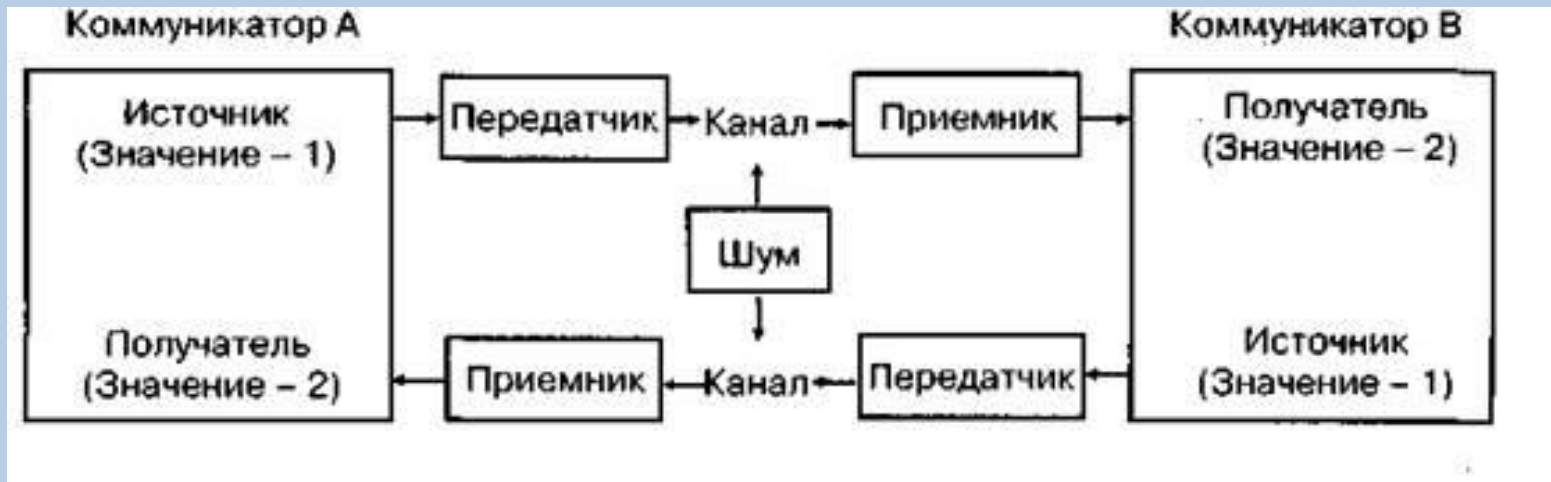 Коммуникатор А
Коммуникатор В
Источник
(Значение – 1)
Передатчик
Канал
Приемник
Получатель
(Значение – 2)
Шум
Получатель
(Значение – 2)
Приемник
Канал
Передатчик
Источник
(Значение – 1)